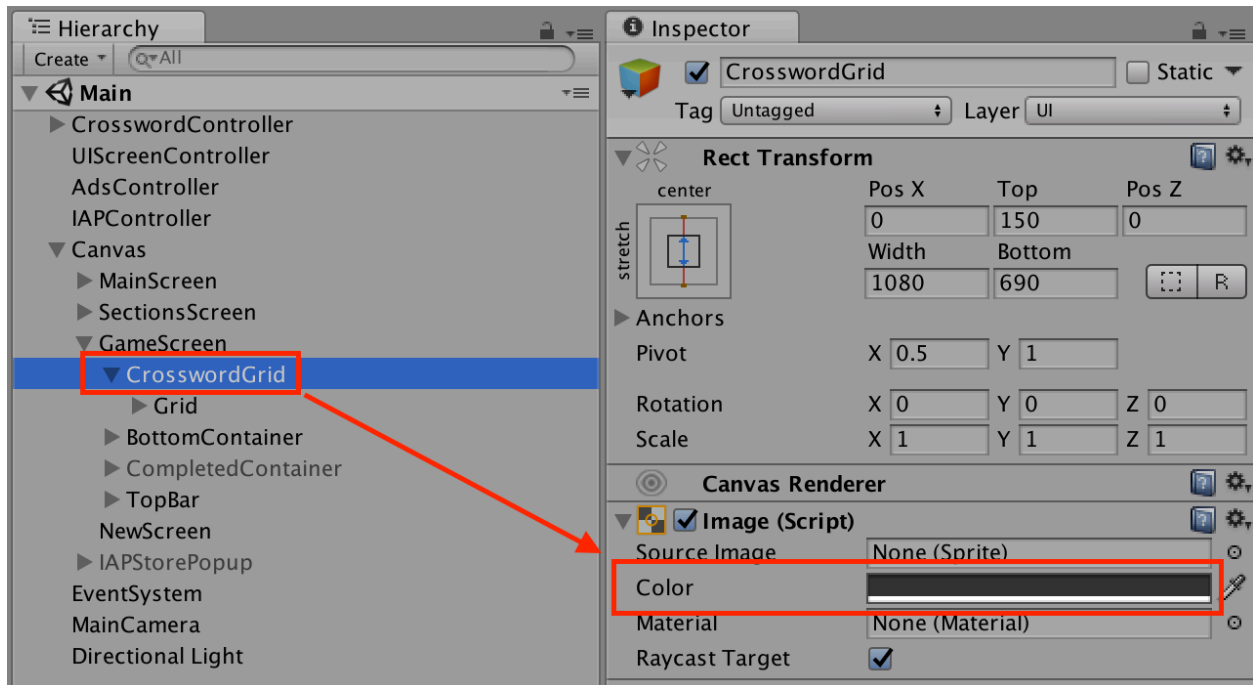 Hierarchy
Create
All
Main
CrosswordController
UIScreenController
AdsController
IAPController
Canvas
MainScreen
SectionsScreen
GameScreen
CrosswordGrid
Grid
BottomContainer
CompletedContainer
TopBar
NewScreen
IAPStorePopup
EventSystem
MainCamera
Directional Light
Inspector
CrosswordGrid Static
Tag Untagged Layer UI
Rect Transform
center Pos X Top Pos Z
stretch 0 150 0
Width Bottom
1080 690 R
Anchors
Pivot X 0.5 Y 1
Rotation X 0 Y 0 Z 0
Scale X 1 Y 1 Z 1
Canvas Renderer
Image (Script)
Source Image None (Sprite)
Color
Material None (Material)
Raycast Target